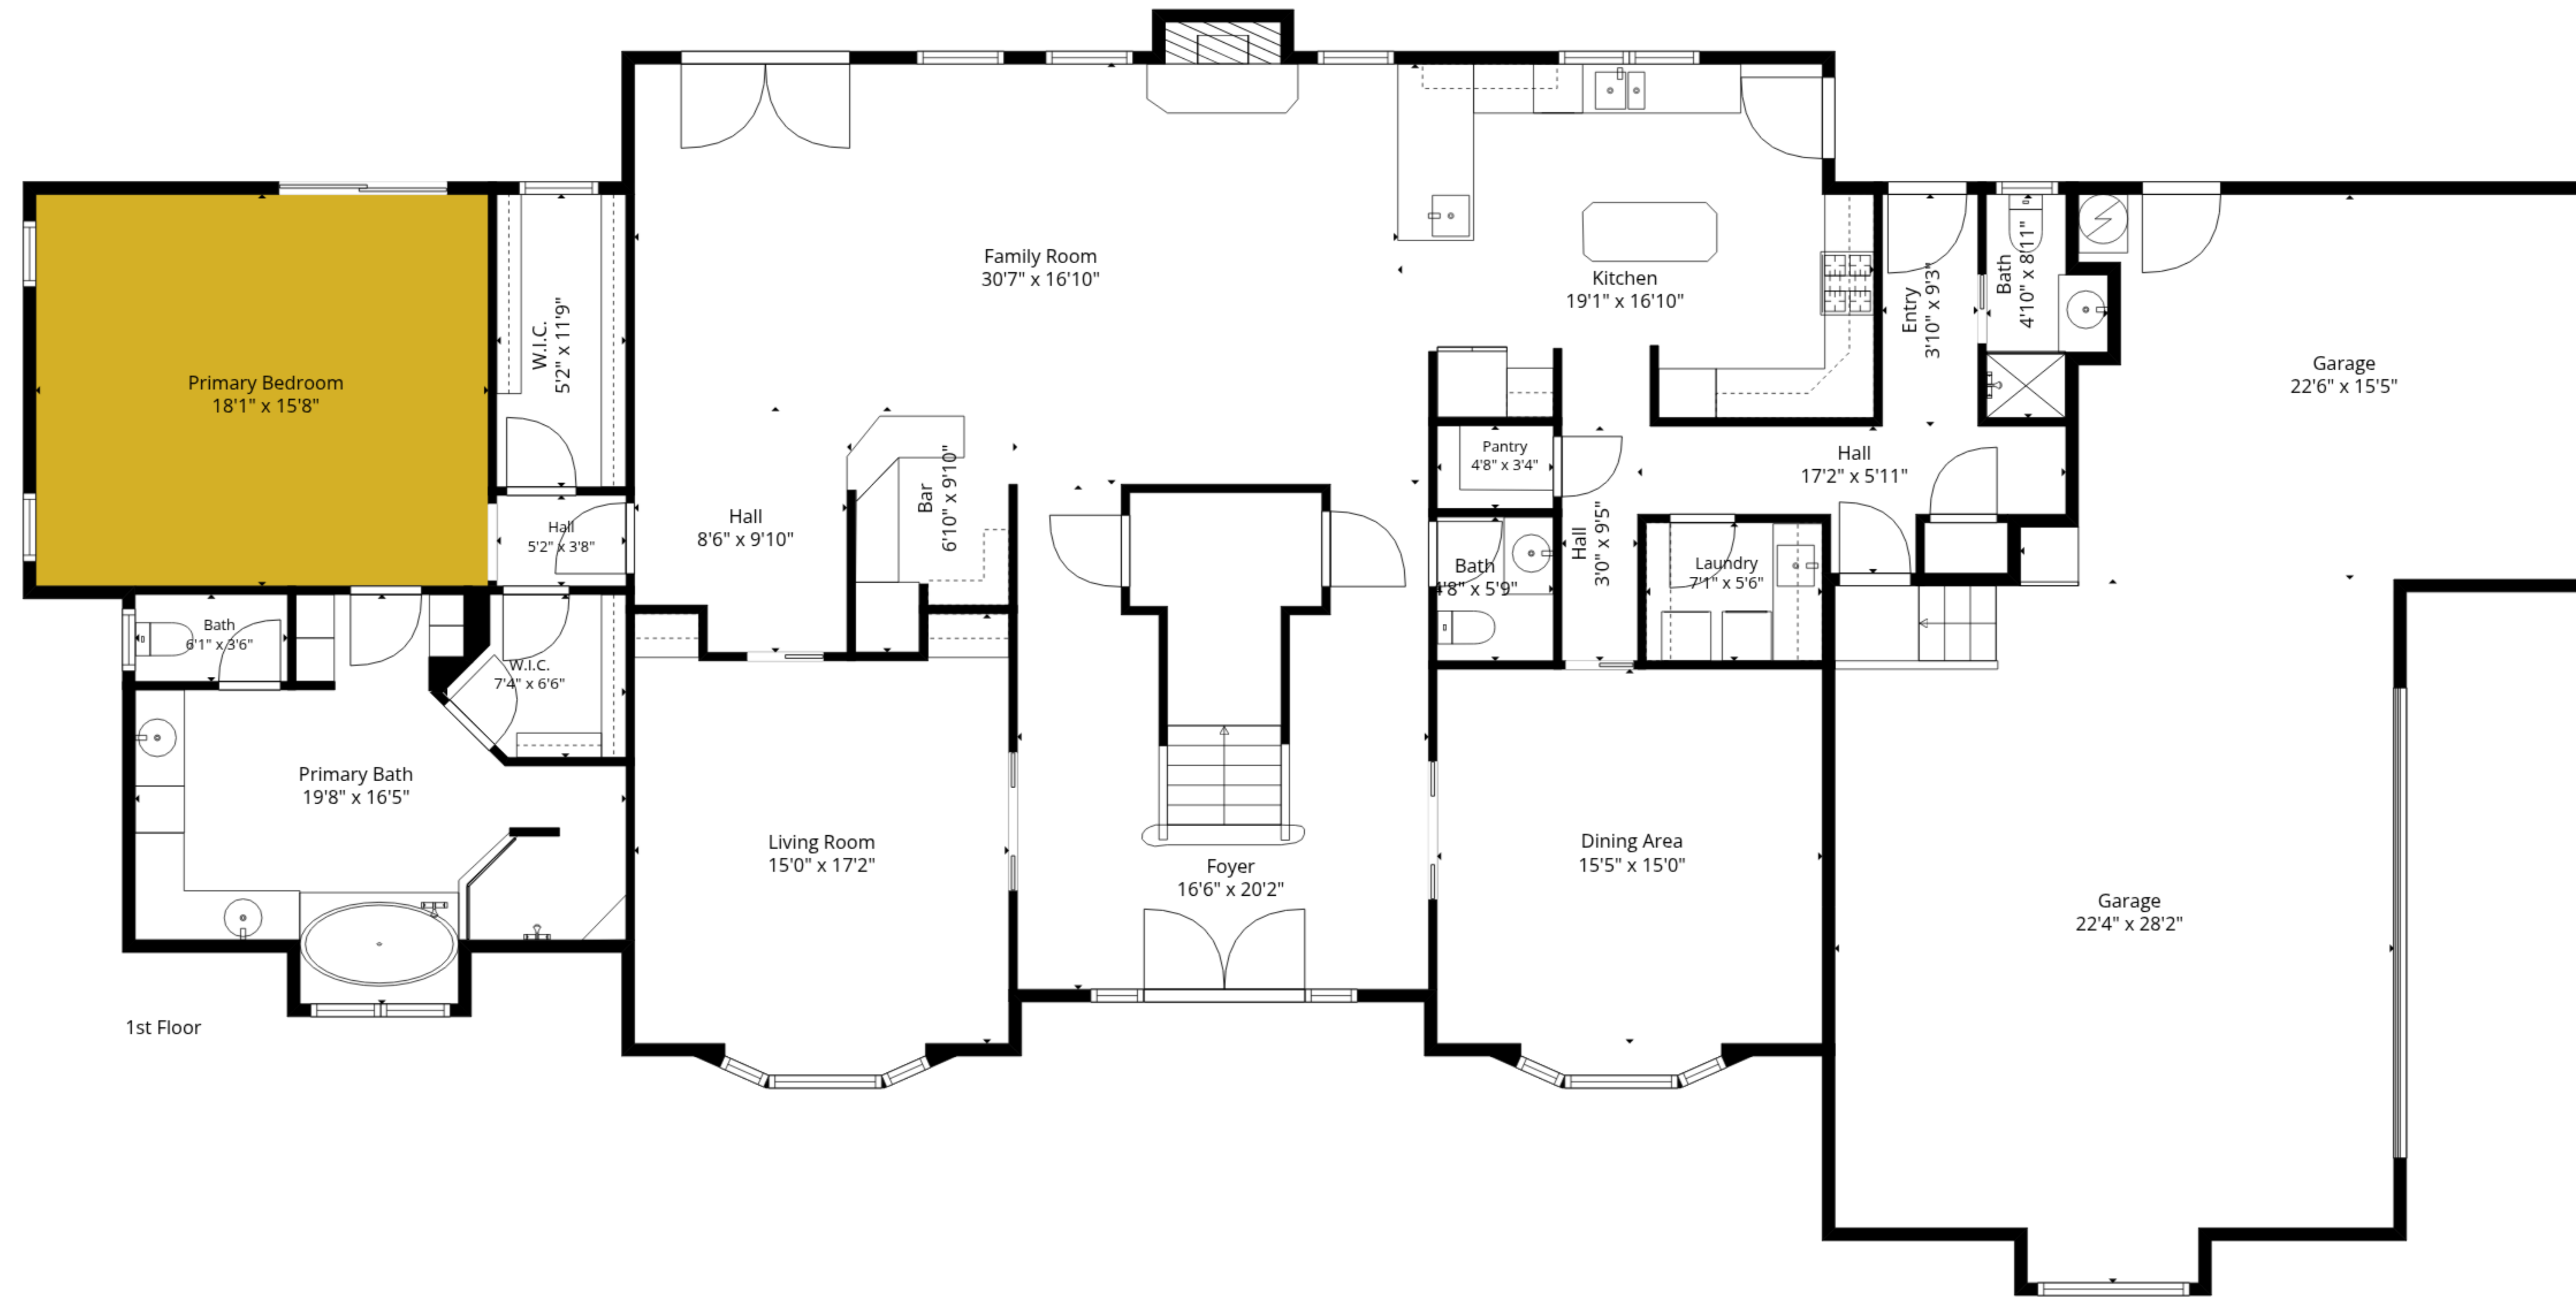 Family Room
30'7" x 16'10"
Kitchen
19'1" x 16'10"
Entry
3'10" x 9'3"
Bath
4'10" x 8'11"
Garage
22'6" x 15'5"
Primary Bedroom
18'1" x 15'8"
W.I.C.
5'2" x 11'9"
Hall
5'2" x 3'8"
Hall
8'6" x 9'10"
Bar
6'10" x 9'10"
Pantry
4'8" x 3'4"
Hall
17'2" x 5'11"
Bath
4'8" x 5'9"
Hall
3'0" x 9'5"
Laundry
7'1" x 5'6"
Bath
6'1" x 3'6"
W.I.C.
7'4" x 6'6"
Primary Bath
19'8" x 16'5"
Living Room
15'0" x 17'2"
Foyer
16'6" x 20'2"
Dining Area
15'5" x 15'0"
Garage
22'4" x 28'2"
1st Floor